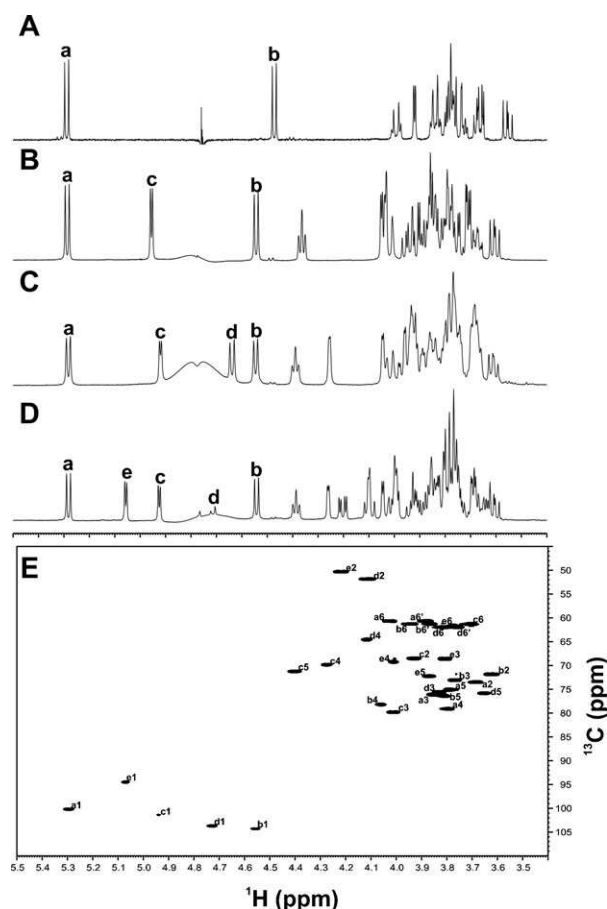 A
a
b
B
a
c
b
C
a
c
d
b
D
a
e
c
d
b
E
e2
d2
a6 a6' e6 c6
b6 b6' d6 d6'
d4
c5 c4 e4 c2 e3
e5 b3 b2
d3 a5 a2
b4 a3 b5 d5
c3 a4
e1
a1 c1
d1 b1
50
55
60
65
70
75
80
85
90
95
100
105
13C (ppm)
5.5 5.4 5.3 5.2 5.1 5.0 4.9 4.8 4.7 4.6 4.5 4.4 4.3 4.2 4.1 4.0 3.9 3.8 3.7 3.6 3.5
1H (ppm)